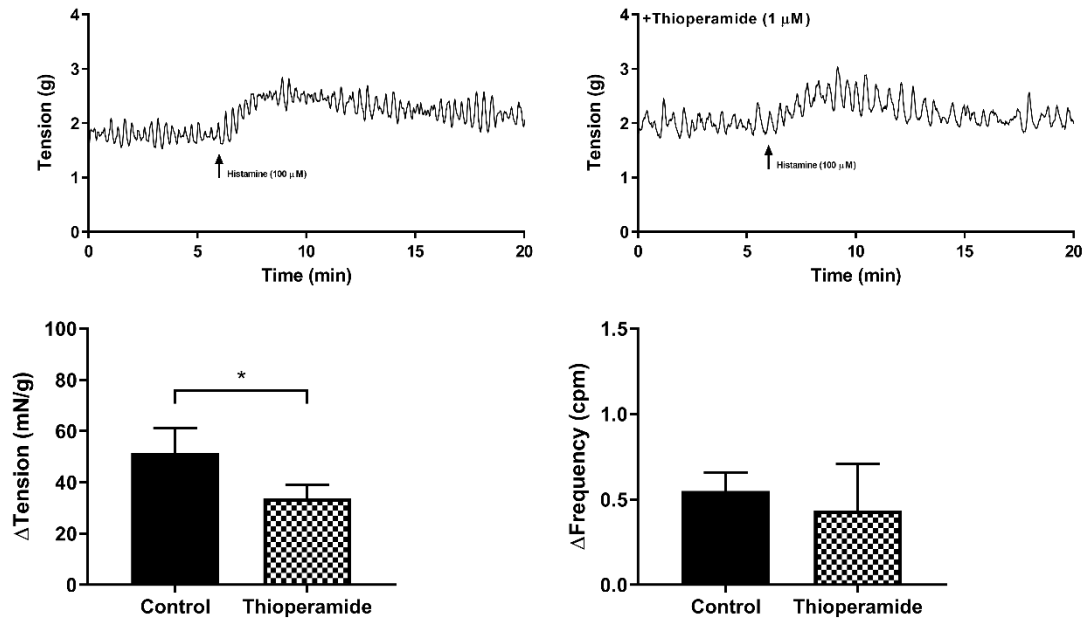 4
3
2
1
0
Tension (g)
Histamine (100 μM)
0 5 10 15 20
Time (min)
+Thioperamide (1 μM)
4
3
2
1
0
Tension (g)
Histamine (100 μM)
0 5 10 15 20
Time (min)
100
80
60
40
20
0
ΔTension (mN/g)
*
Control Thioperamide
1.5
1.0
0.5
0.0
ΔFrequency (cpm)
Control Thioperamide